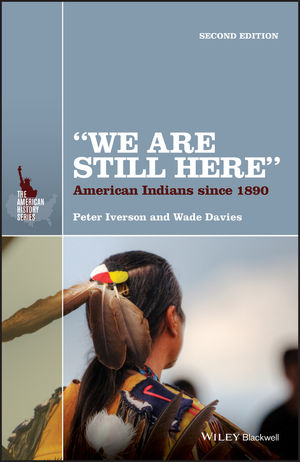 SECOND EDITION
“WE ARE
STILL HERE”
American Indians since 1890
Peter Iverson and Wade Davies
THE
AMERICAN
HISTORY
SERIES
WILEY Blackwell